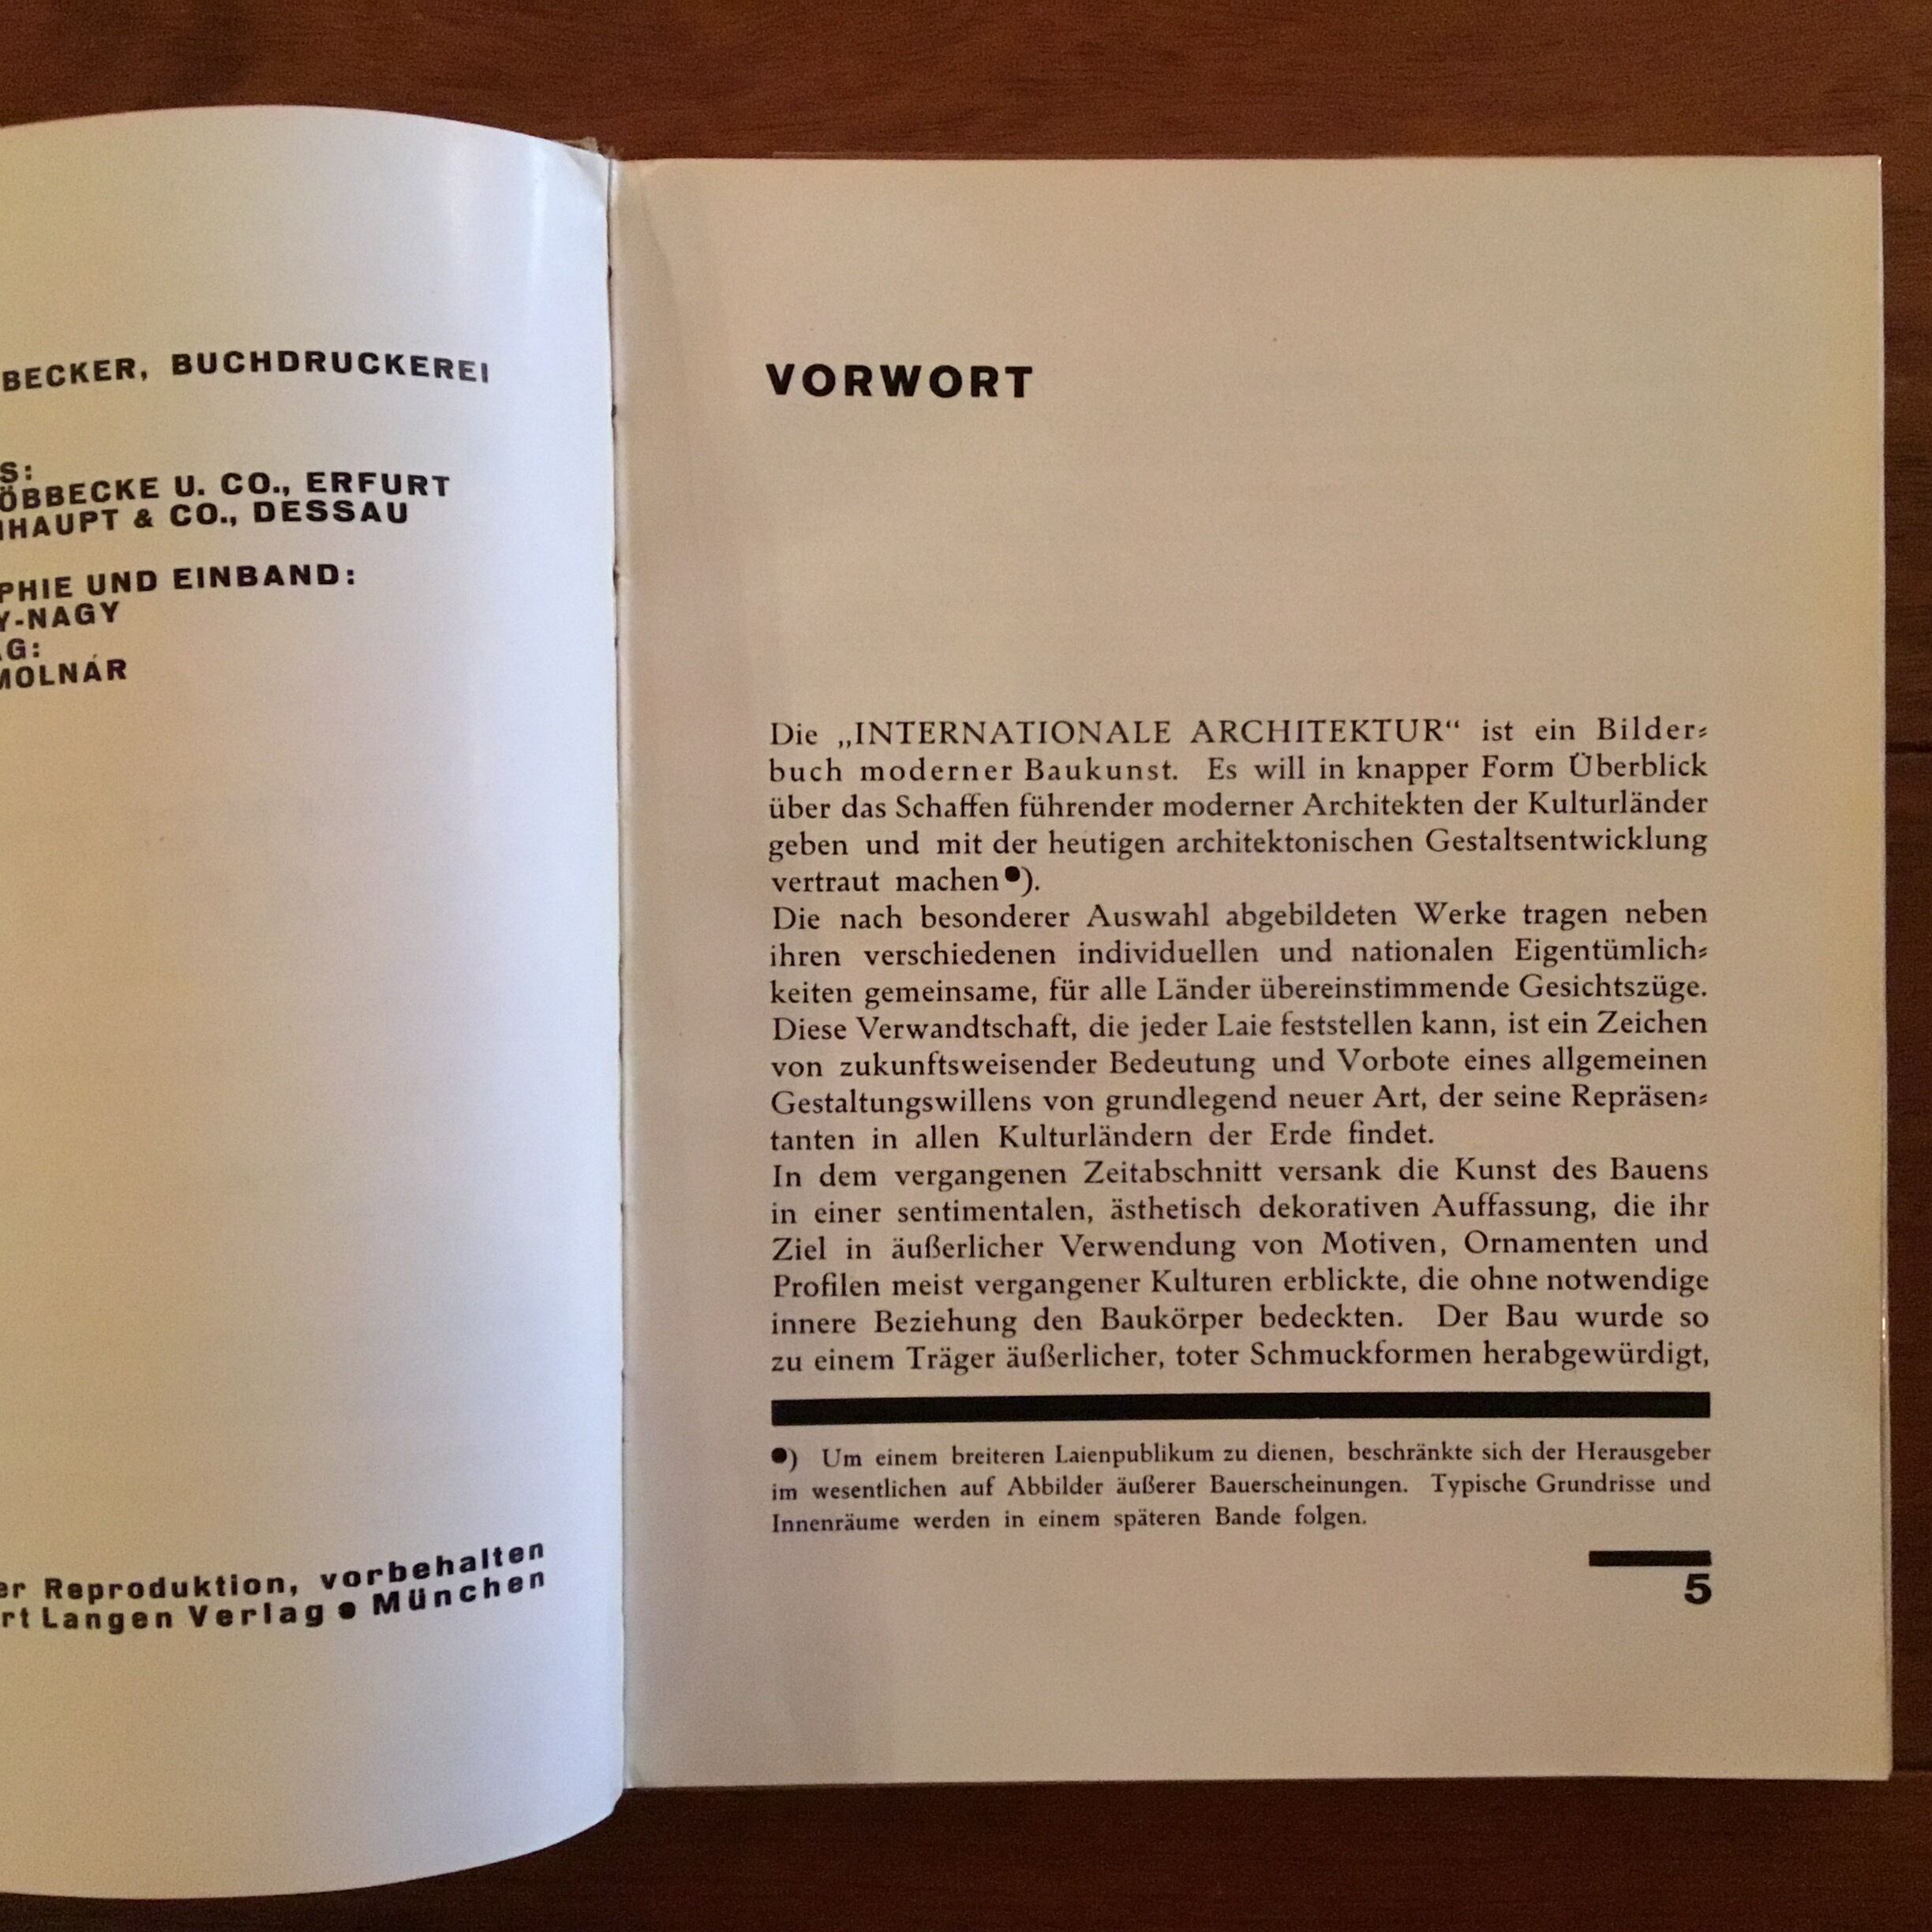 BECKER, BUCHDRUCKEREI
U. CO., ERFURT
& CO., DESSAU
UND EINBAND:
MOLNÁR
Reproduktion, vorbehalten
Langen Verlag ● München
VORWORT
Die „INTERNATIONALE ARCHITEKTUR“ ist ein Bilder⸗
buch moderner Baukunst. Es will in knapper Form Überblick
über das Schaffen führender moderner Architekten der Kulturländer
geben und mit der heutigen architektonischen Gestaltsentwicklung
vertraut machen ●).
Die nach besonderer Auswahl abgebildeten Werke tragen neben
ihren verschiedenen individuellen und nationalen Eigentümlich⸗
keiten gemeinsame, für alle Länder übereinstimmende Gesichtszüge.
Diese Verwandtschaft, die jeder Laie feststellen kann, ist ein Zeichen
von zukunftsweisender Bedeutung und Vorbote eines allgemeinen
Gestaltungswillens von grundlegend neuer Art, der seine Repräsen⸗
tanten in allen Kulturländern der Erde findet.
In dem vergangenen Zeitabschnitt versank die Kunst des Bauens
in einer sentimentalen, ästhetisch dekorativen Auffassung, die ihr
Ziel in äußerlicher Verwendung von Motiven, Ornamenten und
Profilen meist vergangener Kulturen erblickte, die ohne notwendige
innere Beziehung den Baukörper bedeckten. Der Bau wurde so
zu einem Träger äußerlicher, toter Schmuckformen herabgewürdigt,
●) Um einem breiteren Laienpublikum zu dienen, beschränkte sich der Herausgeber
im wesentlichen auf Abbilder äußerer Bauerscheinungen. Typische Grundrisse und
Innenräume werden in einem späteren Bande folgen.
5